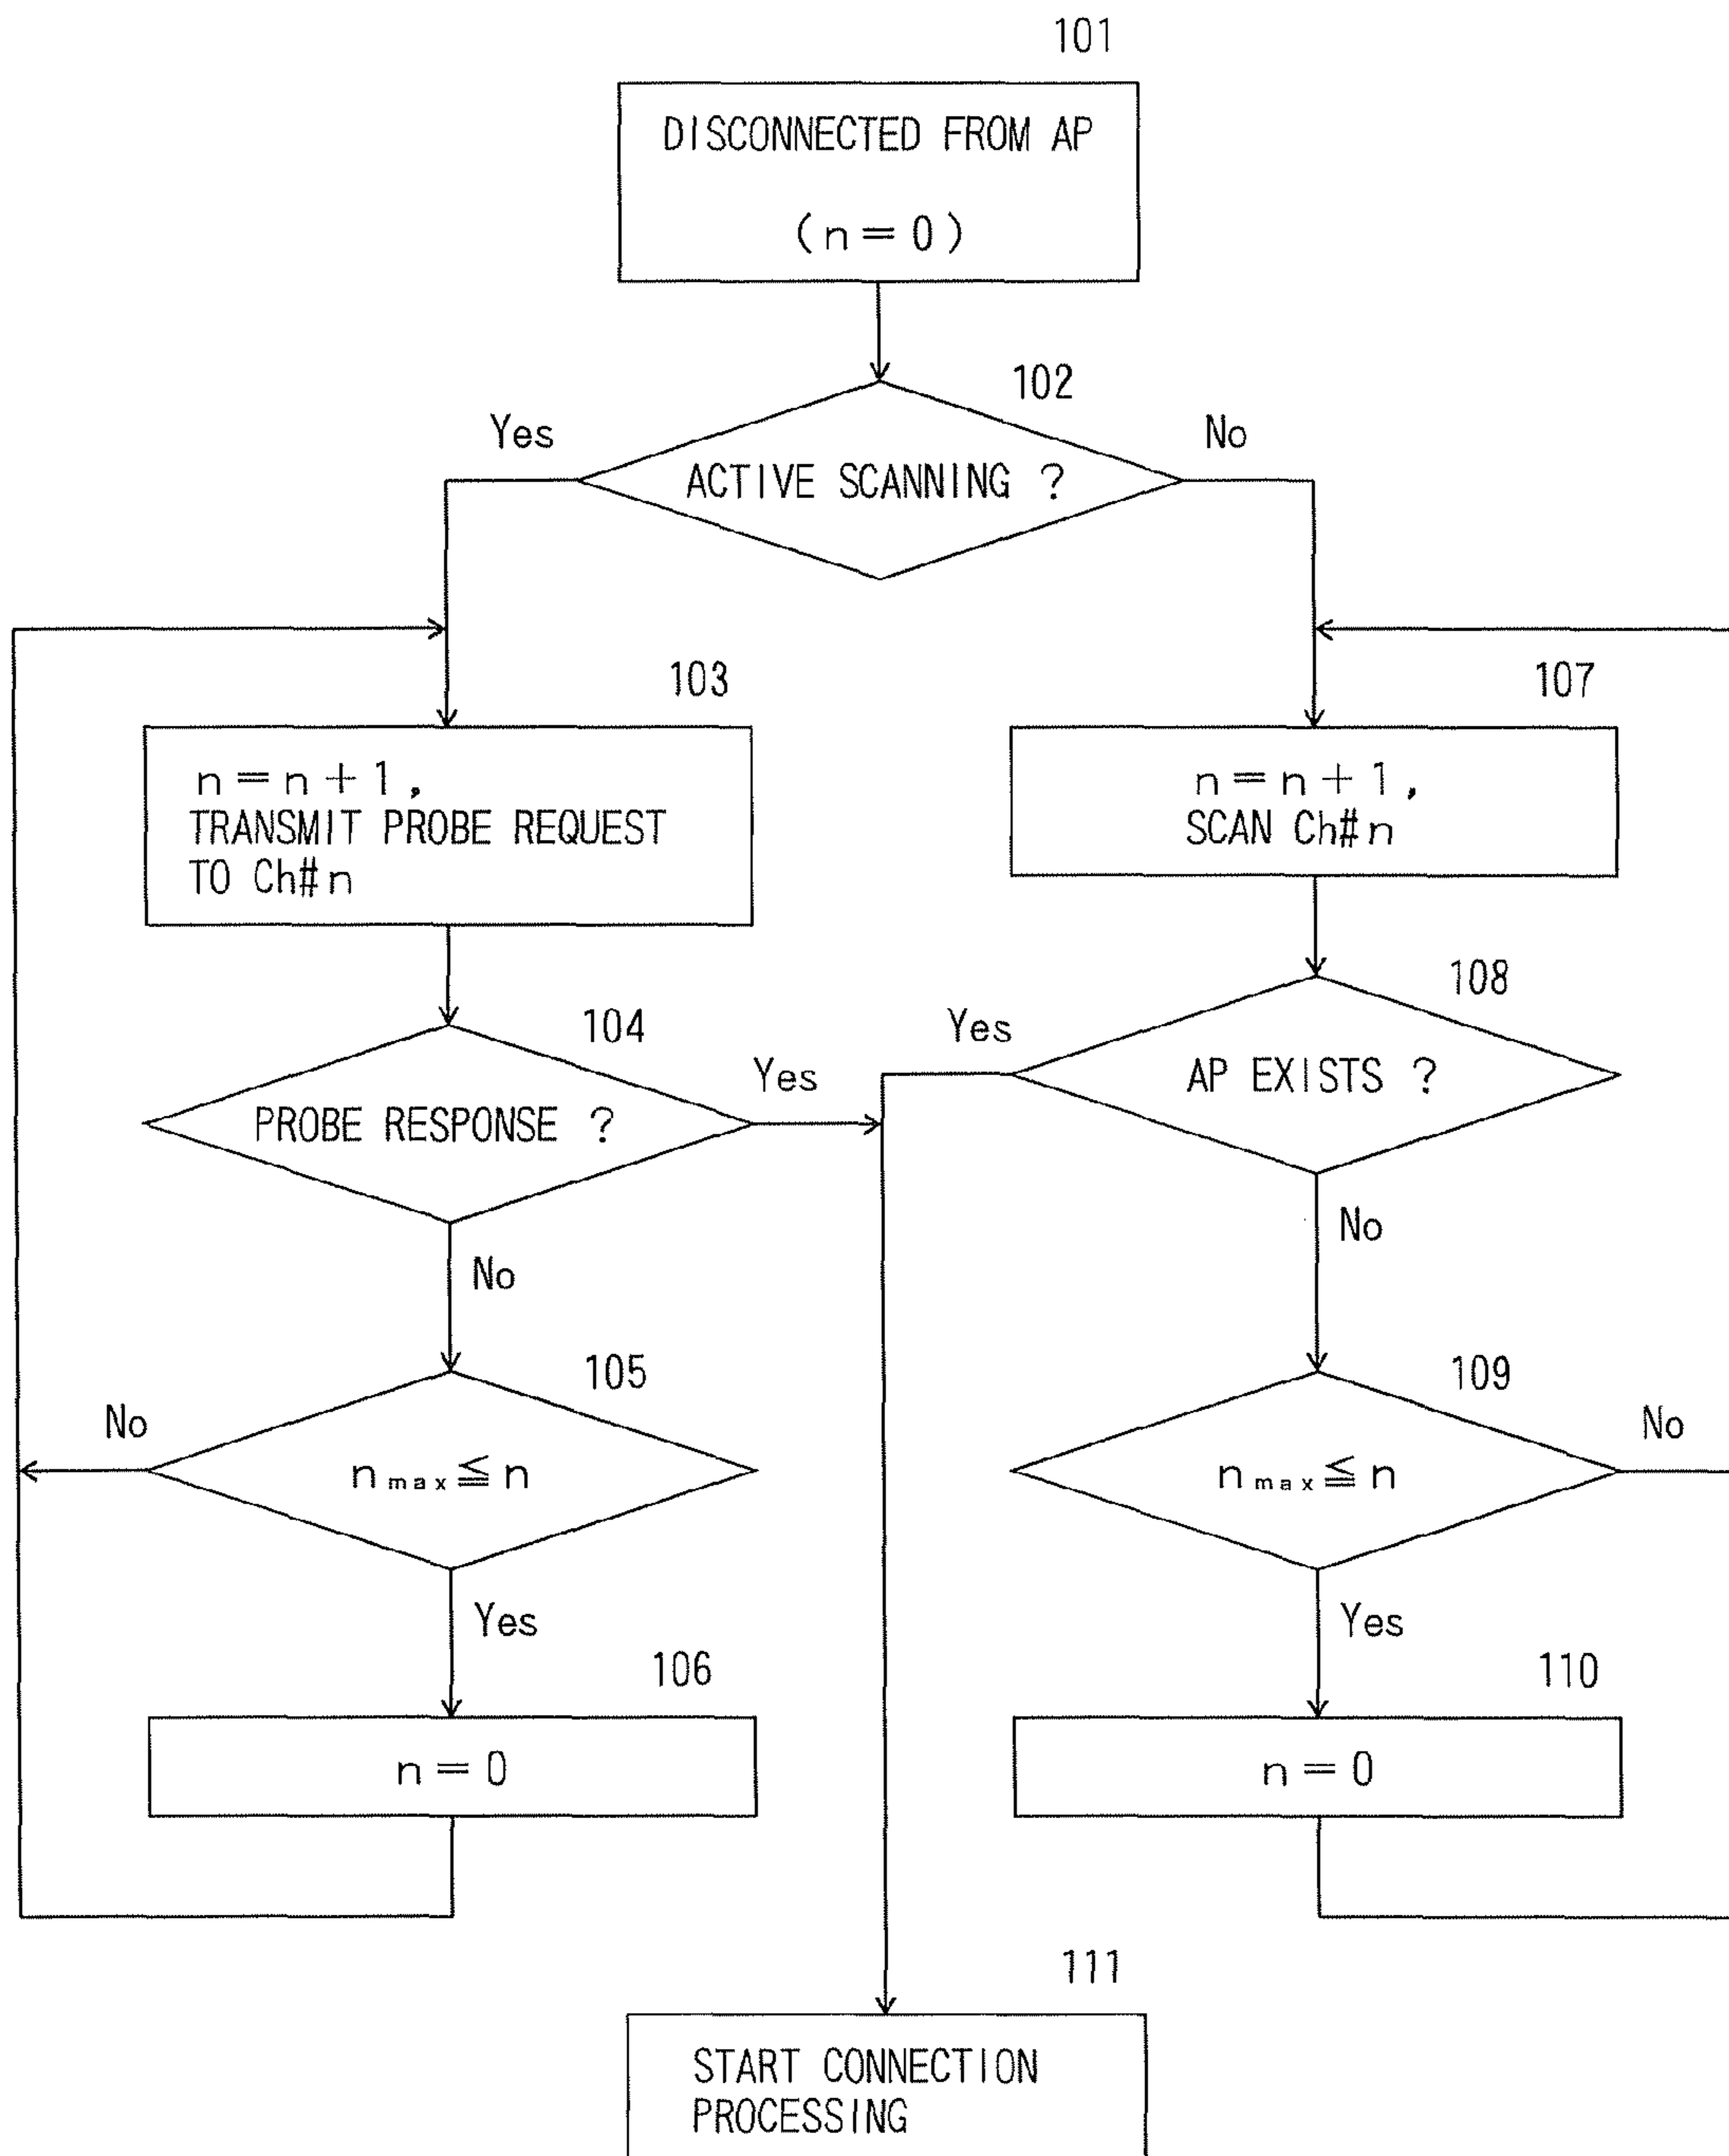 101
DISCONNECTED FROM AP
(n=0)
102
Yes
No
ACTIVE SCANNING ?
103
107
n=n+1,
TRANSMIT PROBE REQUEST
TO Ch#n
n=n+1,
SCAN Ch#n
104
108
Yes
Yes
PROBE RESPONSE ?
AP EXISTS ?
No
No
105
109
No
No
nmax≦n
nmax≦n
Yes
Yes
106
110
n=0
n=0
111
START CONNECTION
PROCESSING